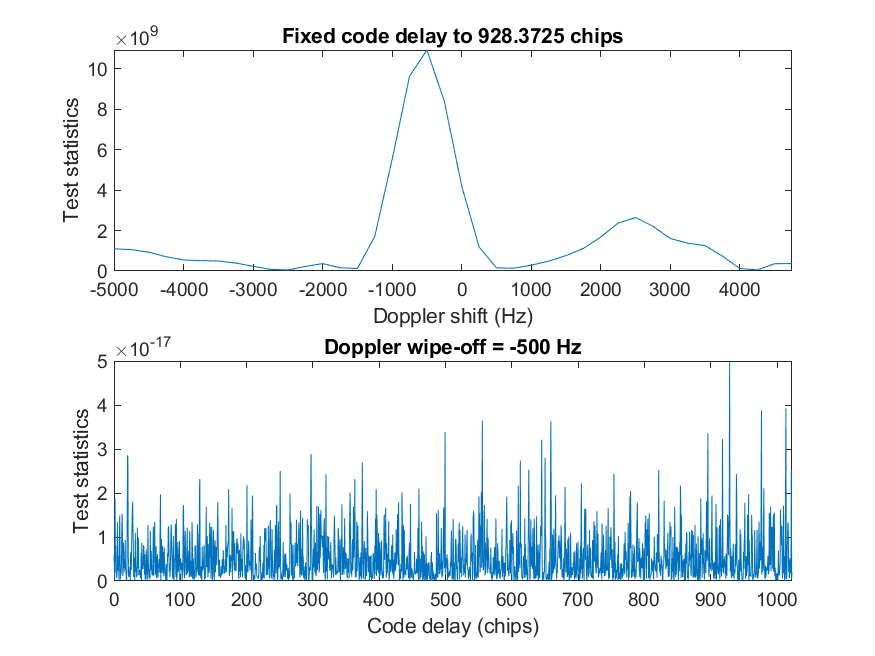 ×10⁹
Fixed code delay to 928.3725 chips
10
8
6
4
2
0
Test statistics
-5000 -4000 -3000 -2000 -1000 0 1000 2000 3000 4000
Doppler shift (Hz)
×10⁻¹⁷
Doppler wipe-off = -500 Hz
5
4
3
2
1
0
Test statistics
0 100 200 300 400 500 600 700 800 900 1000
Code delay (chips)